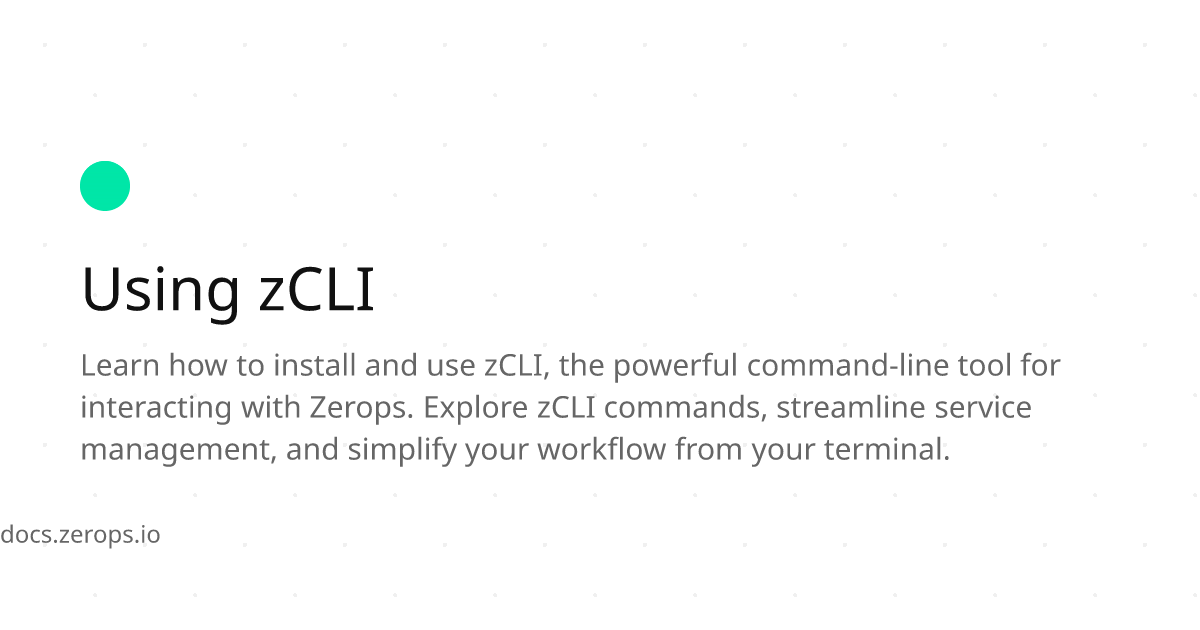 Using zCLI
Learn how to install and use zCLI, the powerful command-line tool for
interacting with Zerops. Explore zCLI commands, streamline service
management, and simplify your workflow from your terminal.
docs.zerops.io